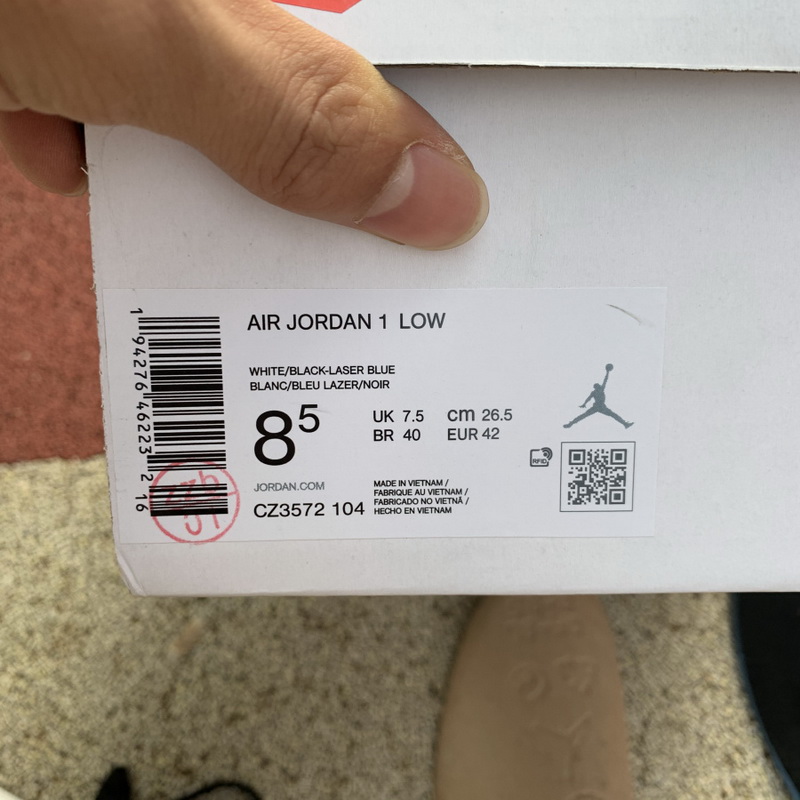 AIR JORDAN 1 LOW
WHITE/BLACK-LASER BLUE
BLANC/BLEU LAZER/NOIR
8 5
UK 7.5 cm 26.5
BR 40 EUR 42
RFID
JORDAN.COM
CZ3572 104
MADE IN VIETNAM /
FABRIQUE AU VIETNAM /
FABRICADO NO VIETNÃ /
HECHO EN VIETNAM
1 94276 46223 2 16